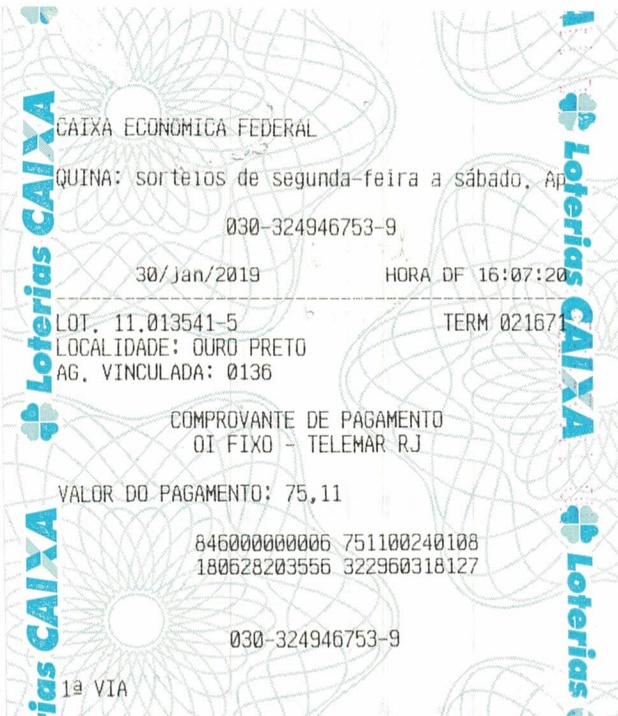 CAIXA ECONOMICA FEDERAL
QUINA: sorteios de segunda-feira a sábado. Ap
030-324946753-9
30/jan/2019 HORA DF 16:07:20
LOT. 11.013541-5 TERM 021671
LOCALIDADE: OURO PRETO
AG. VINCULADA: 0136
COMPROVANTE DE PAGAMENTO
OI FIXO - TELEMAR RJ
VALOR DO PAGAMENTO: 75,11
846000000006 751100240108
180628203556 322960318127
030-324946753-9
1ª VIA
Loterias CAIXA
Loterias CAIXA
rias CAIXA
Loterias